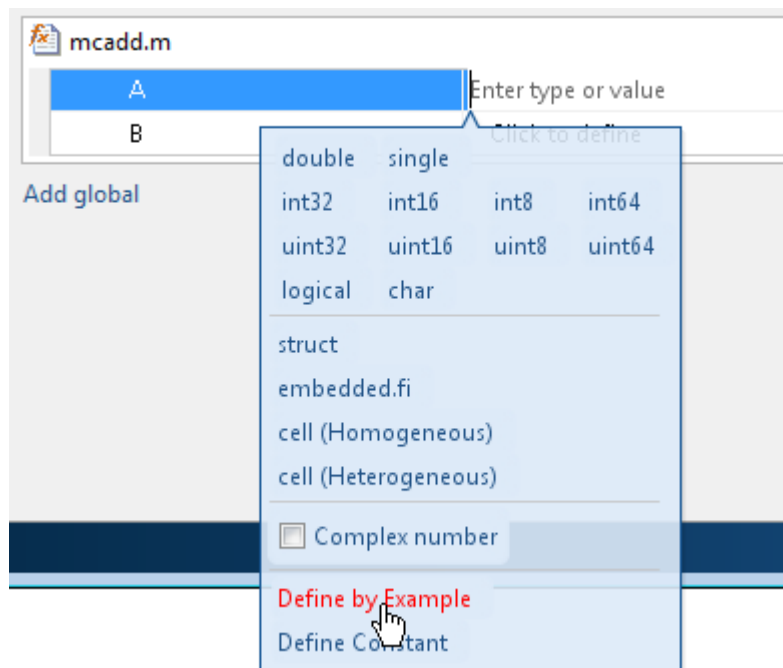 mcadd.m
A Enter type or value
B Click to define
Add global
double single
int32 int16 int8 int64
uint32 uint16 uint8 uint64
logical char
struct
embedded.fi
cell (Homogeneous)
cell (Heterogeneous)
Complex number
Define by Example
Define Constant